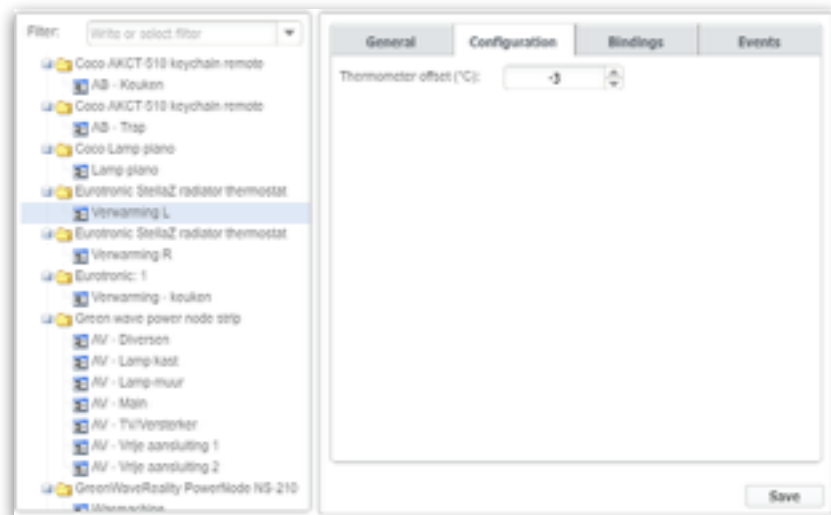 Filter:
Write or select filter
Coco AKCT-510 keychain remote
AB - Keuken
Coco AKCT-510 keychain remote
AB - Trap
Coco Lamp piano
Lamp piano
Eurotronic StellaZ radiator thermostat
Verwarming L
Eurotronic StellaZ radiator thermostat
Verwarming R
Eurotronic: 1
Verwarming - keuken
Green wave power node strip
AV - Diversen
AV - Lamp kast
AV - Lamp muur
AV - Main
AV - TV/Versterker
AV - Vrije aansluiting 1
AV - Vrije aansluiting 2
GreenWaveReality PowerNode NS-210
Wasmachine
General Configuration Bindings Events
Thermometer offset (°C): -3
Save